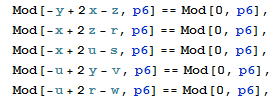 Mod[-y + 2 x - z, p6] == Mod[0, p6],
Mod[-x + 2 z - r, p6] == Mod[0, p6],
Mod[-x + 2 u - s, p6] == Mod[0, p6],
Mod[-u + 2 y - v, p6] == Mod[0, p6],
Mod[-u + 2 r - w, p6] == Mod[0, p6],